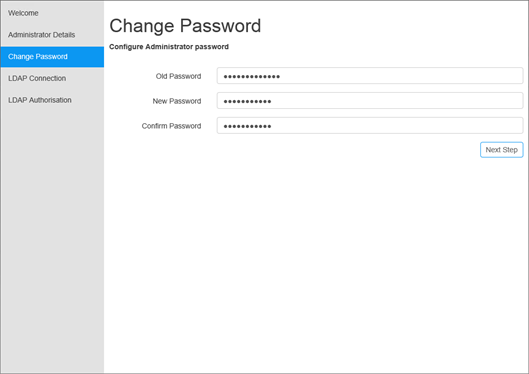 Welcome
Administrator Details
Change Password
LDAP Connection
LDAP Authorisation
Change Password
Configure Administrator password
Old Password ●●●●●●●●●●●●●
New Password ●●●●●●●●●●●
Confirm Password ●●●●●●●●●●●
Next Step